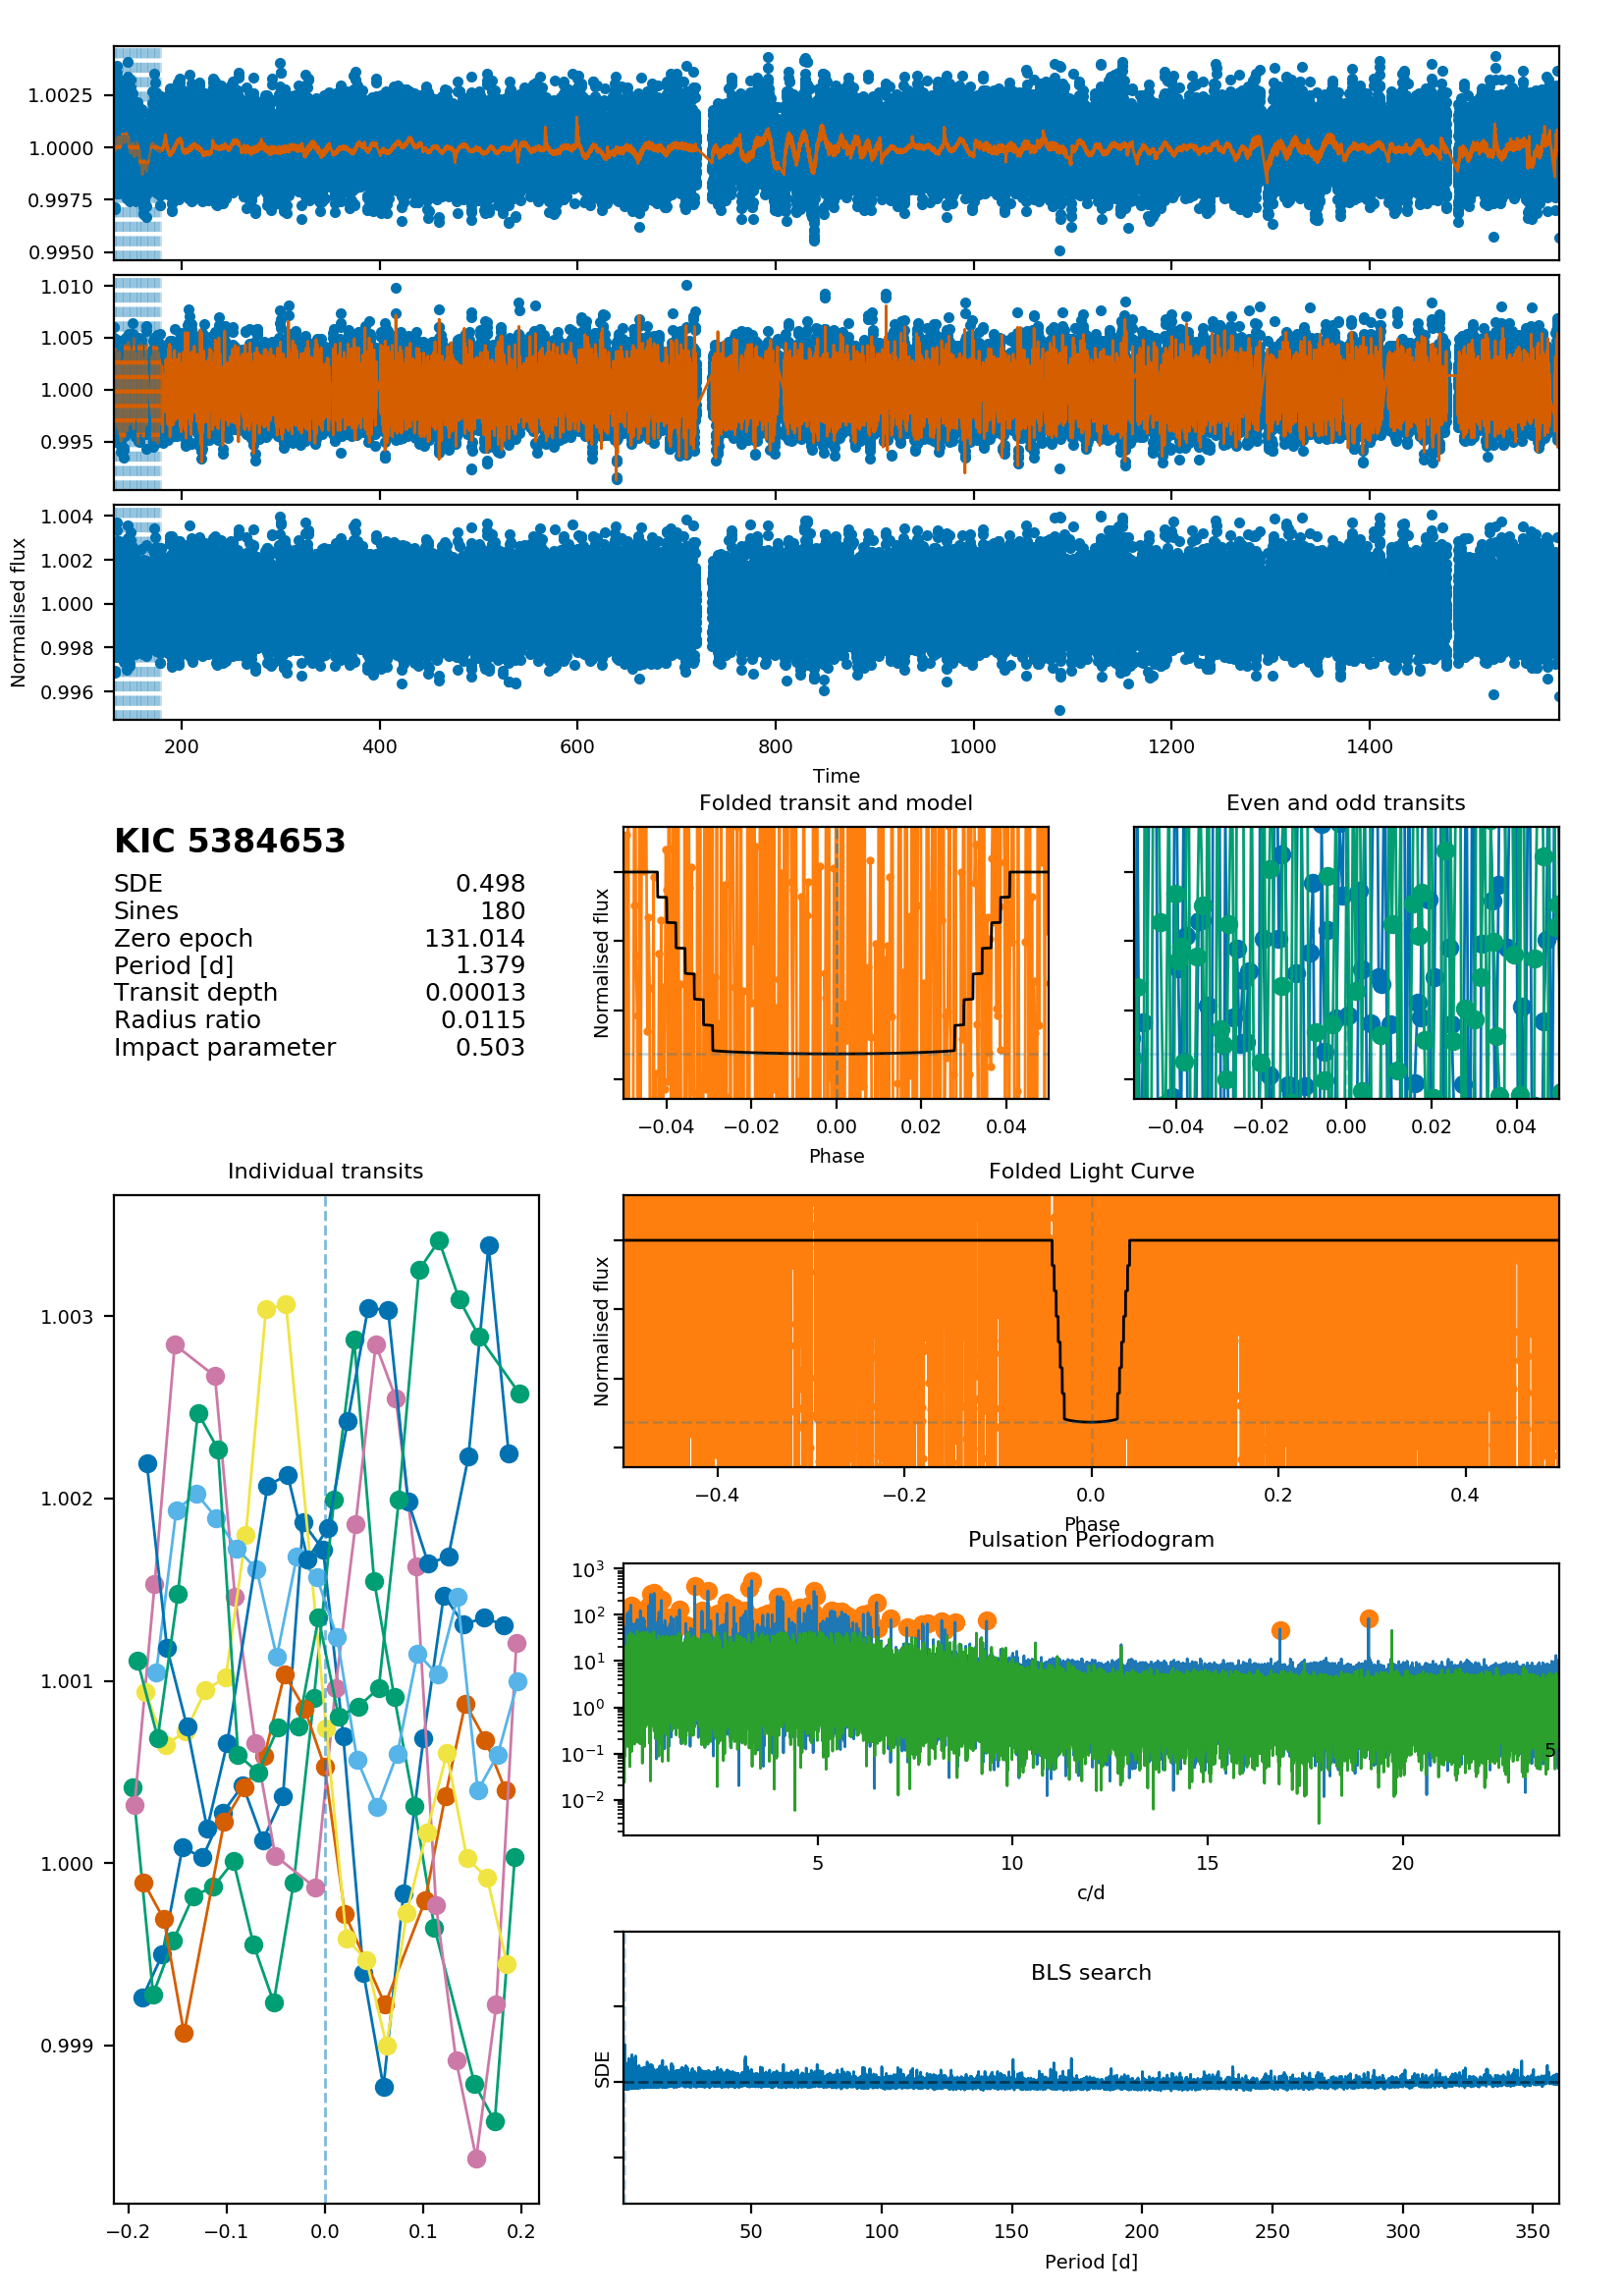 1.0025
1.0000
0.9975
0.9950
1.010
1.005
1.000
0.995
1.004
1.002
1.000
0.998
0.996
Normalised flux
200 400 600 800 1000 1200 1400
Time
KIC 5384653
SDE 0.498
Sines 180
Zero epoch 131.014
Period [d] 1.379
Transit depth 0.00013
Radius ratio 0.0115
Impact parameter 0.503
Folded transit and model
Normalised flux
−0.04 −0.02 0.00 0.02 0.04
Phase
Even and odd transits
−0.04 −0.02 0.00 0.02 0.04
Individual transits
1.003
1.002
1.001
1.000
0.999
−0.2 −0.1 0.0 0.1 0.2
Folded Light Curve
Normalised flux
−0.4 −0.2 0.0 0.2 0.4
Phase
Pulsation Periodogram
10³
10²
10¹
10⁰
10⁻¹
10⁻²
5
5 10 15 20
c/d
BLS search
SDE
50 100 150 200 250 300 350
Period [d]